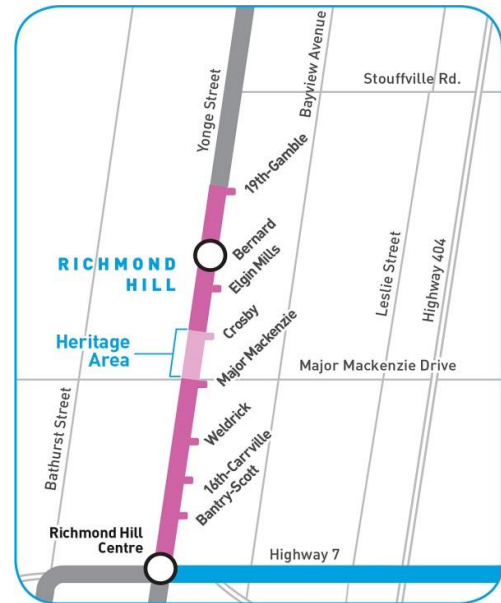 Stouffville Rd.
Yonge Street
Bayview Avenue
19th-Gamble
Bernard
RICHMOND
HILL
Elgin Mills
Leslie Street
Highway 404
Crosby
Heritage
Area
Major Mackenzie
Major Mackenzie Drive
Bathurst Street
Weldrick
16th-Carrville
Bantry-Scott
Richmond Hill
Centre
Highway 7